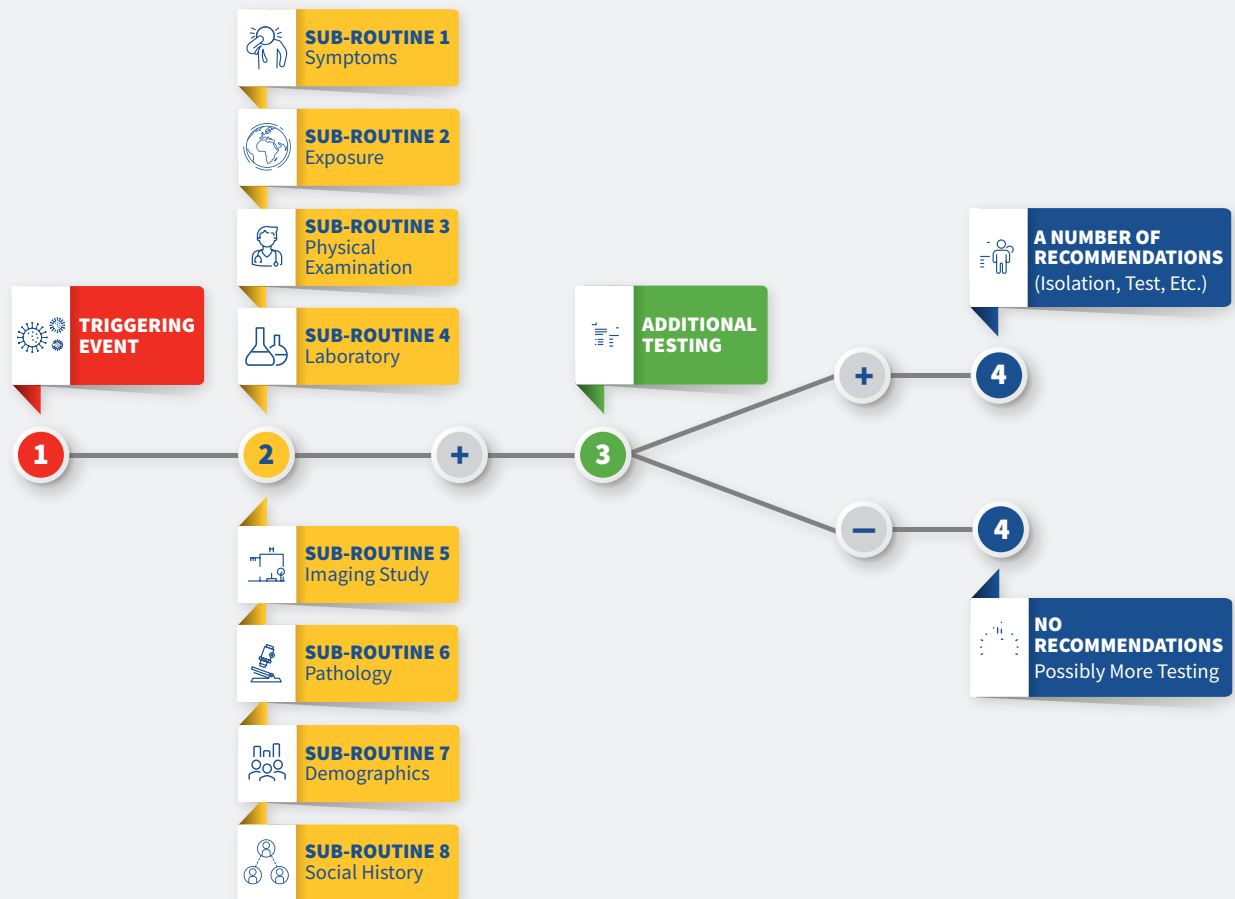 SUB-ROUTINE 1
Symptoms
SUB-ROUTINE 2
Exposure
SUB-ROUTINE 3
Physical
Examination
SUB-ROUTINE 4
Laboratory
TRIGGERING
EVENT
ADDITIONAL
TESTING
A NUMBER OF
RECOMMENDATIONS
(Isolation, Test, Etc.)
+
4
1
2
+
3
−
4
SUB-ROUTINE 5
Imaging Study
SUB-ROUTINE 6
Pathology
SUB-ROUTINE 7
Demographics
SUB-ROUTINE 8
Social History
NO
RECOMMENDATIONS
Possibly More Testing